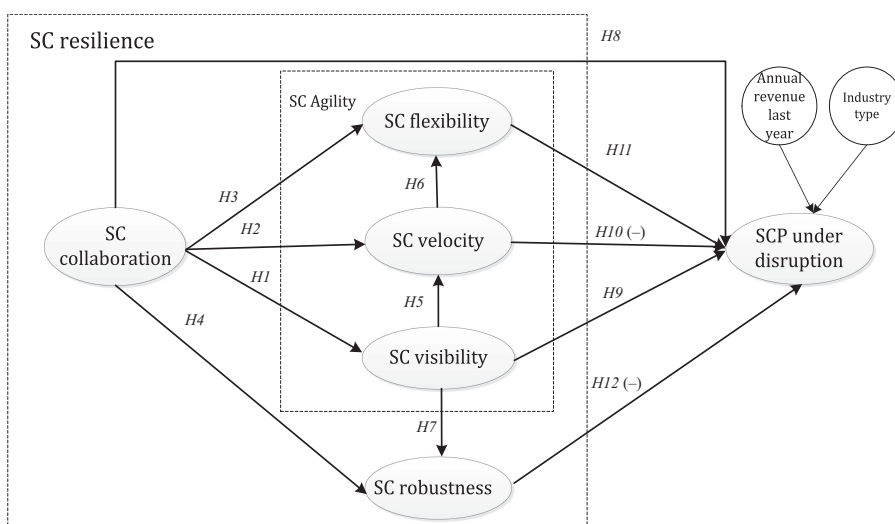 SC resilience
H8
SC Agility
SC flexibility
Annual
revenue
last
year
Industry
type
H11
H3
H6
H2
SC
collaboration
SC velocity
H10 (–)
SCP under
disruption
H1
H5
H9
H4
SC visibility
H12 (–)
H7
SC robustness